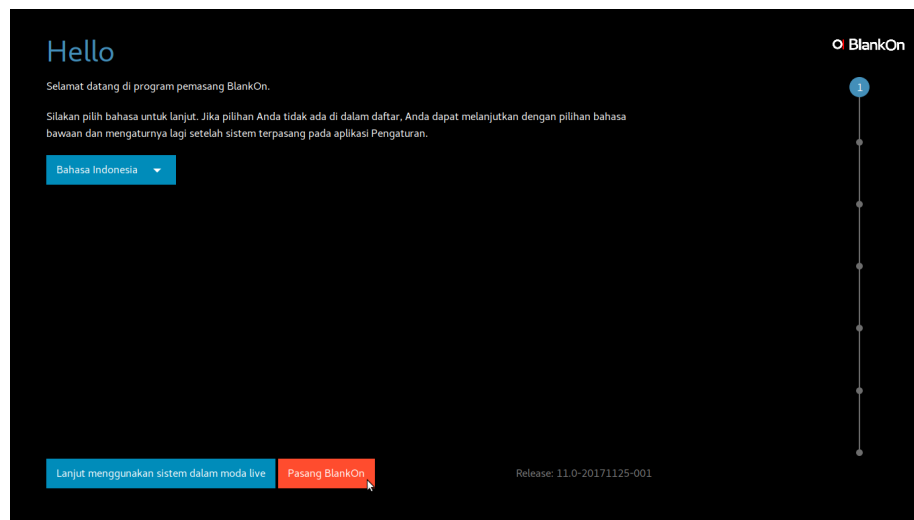 Hello
BlankOn
Selamat datang di program pemasang BlankOn.
1
Silakan pilih bahasa untuk lanjut. Jika pilihan Anda tidak ada di dalam daftar, Anda dapat melanjutkan dengan pilihan bahasa
bawaan dan mengaturnya lagi setelah sistem terpasang pada aplikasi Pengaturan.
Bahasa Indonesia
Lanjut menggunakan sistem dalam moda live
Pasang BlankOn
Release: 11.0-20171125-001